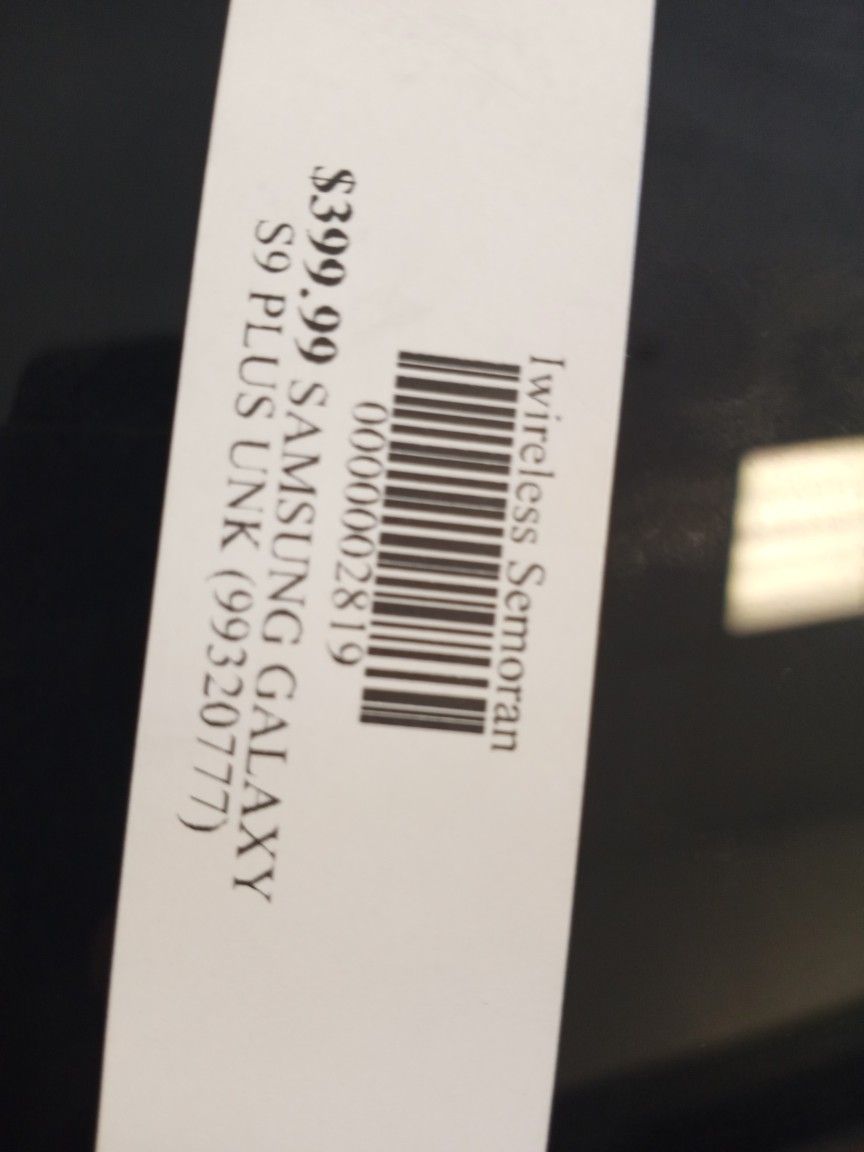 Iwireless Semoran
0000002819
$399.99 SAMSUNG GALAXY
S9 PLUS UNK (99320777)